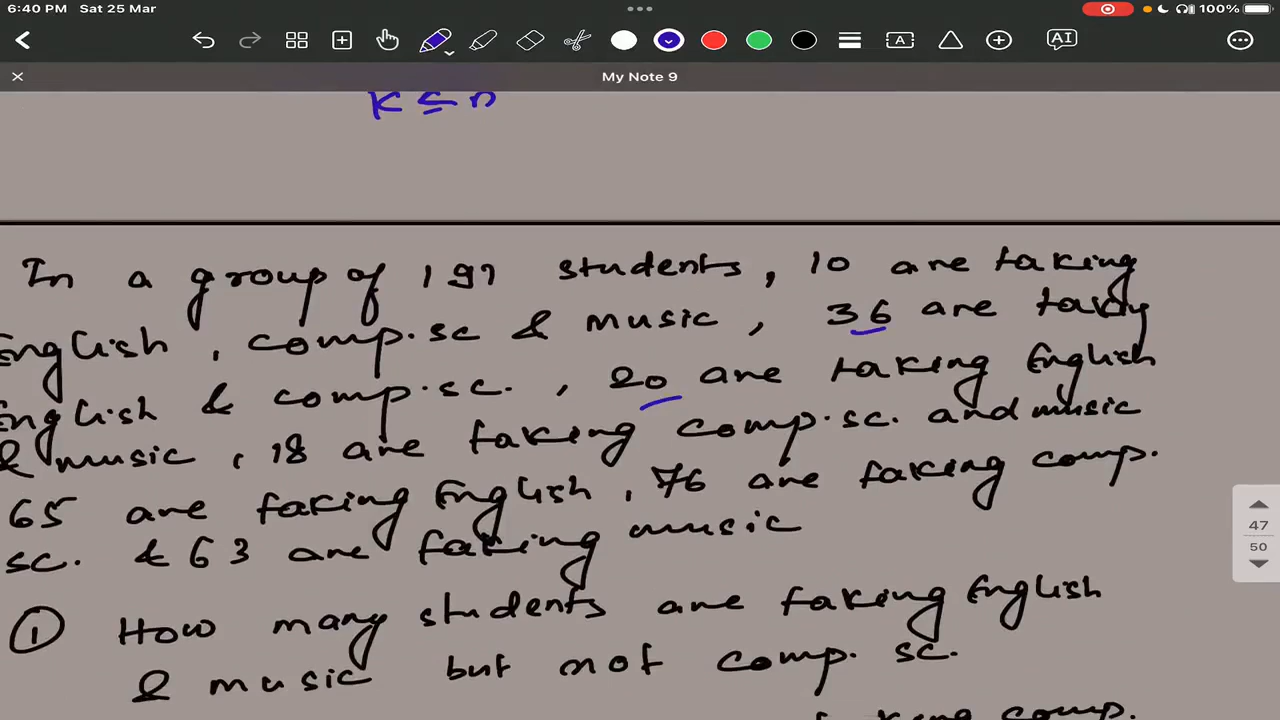 6:40 PM Sat 25 Mar
100%
AI
My Note 9
K ≤ n
In a group of 191 students, 10 are taking
English, comp.sc & music, 36 are taking
English & comp.sc., 20 are taking English
& music, 18 are taking comp.sc. and music
65 are taking English, 76 are taking comp.
sc. & 63 are taking music
47
50
① How many students are taking English
& music but not comp. sc.
taking comp.